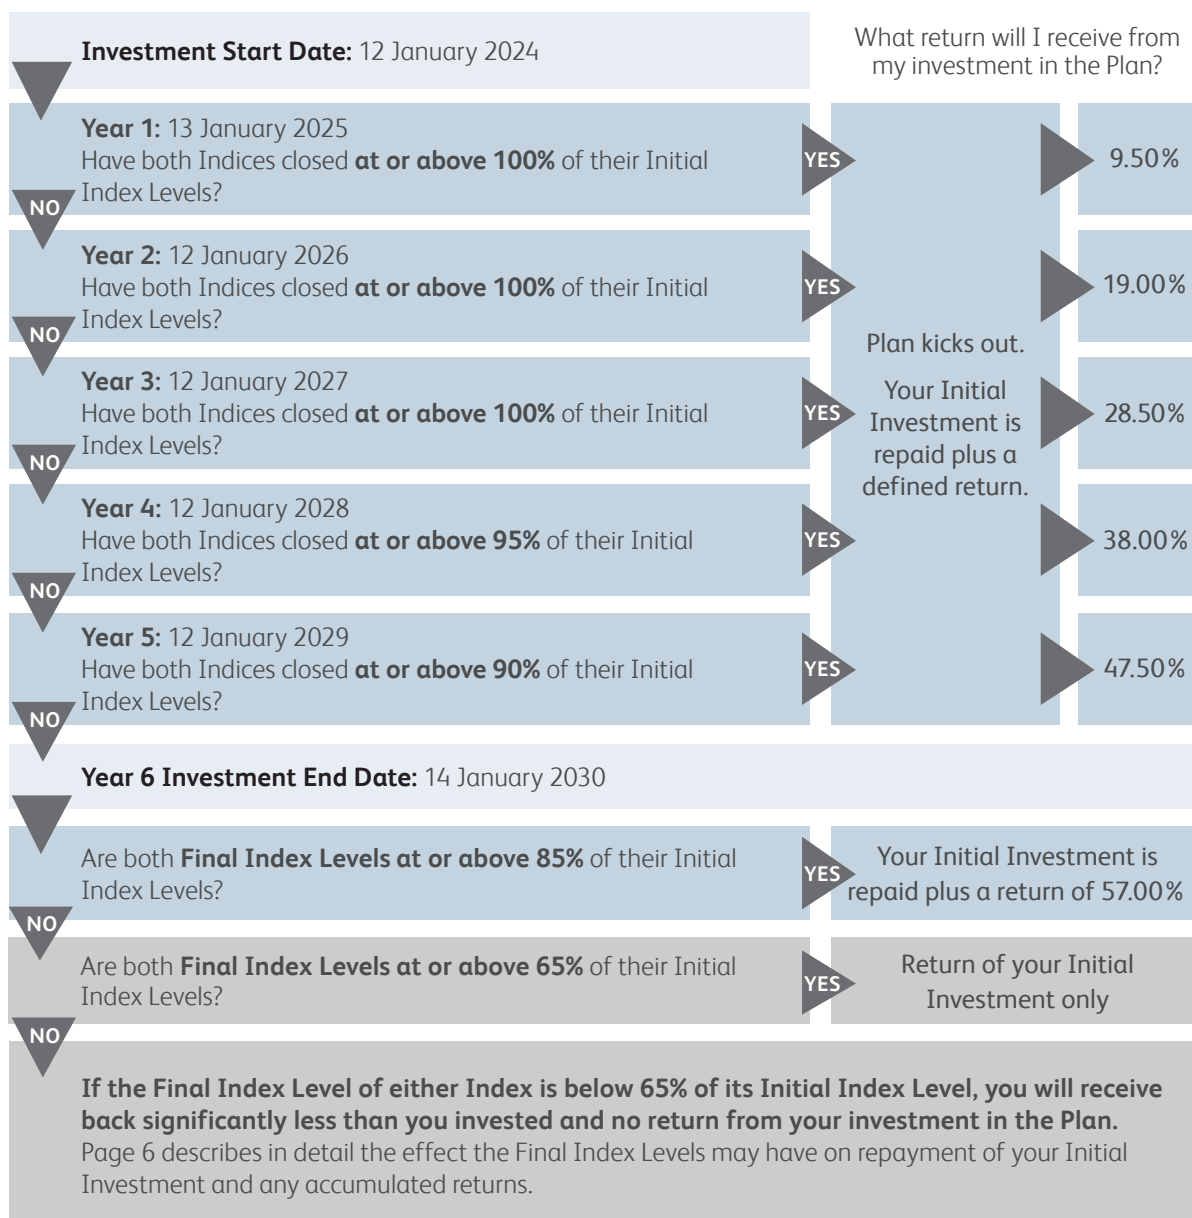 Investment Start Date: 12 January 2024
What return will I receive from
my investment in the Plan?
Year 1: 13 January 2025
Have both Indices closed at or above 100% of their Initial
Index Levels?
YES
9.50%
NO
Year 2: 12 January 2026
Have both Indices closed at or above 100% of their Initial
Index Levels?
YES
19.00%
NO
Plan kicks out.
Your Initial
Investment is
repaid plus a
defined return.
Year 3: 12 January 2027
Have both Indices closed at or above 100% of their Initial
Index Levels?
YES
28.50%
NO
Year 4: 12 January 2028
Have both Indices closed at or above 95% of their Initial
Index Levels?
YES
38.00%
NO
Year 5: 12 January 2029
Have both Indices closed at or above 90% of their Initial
Index Levels?
YES
47.50%
NO
Year 6 Investment End Date: 14 January 2030
Are both Final Index Levels at or above 85% of their Initial
Index Levels?
YES
Your Initial Investment is
repaid plus a return of 57.00%
NO
Are both Final Index Levels at or above 65% of their Initial
Index Levels?
YES
Return of your Initial
Investment only
NO
If the Final Index Level of either Index is below 65% of its Initial Index Level, you will receive
back significantly less than you invested and no return from your investment in the Plan.
Page 6 describes in detail the effect the Final Index Levels may have on repayment of your Initial
Investment and any accumulated returns.